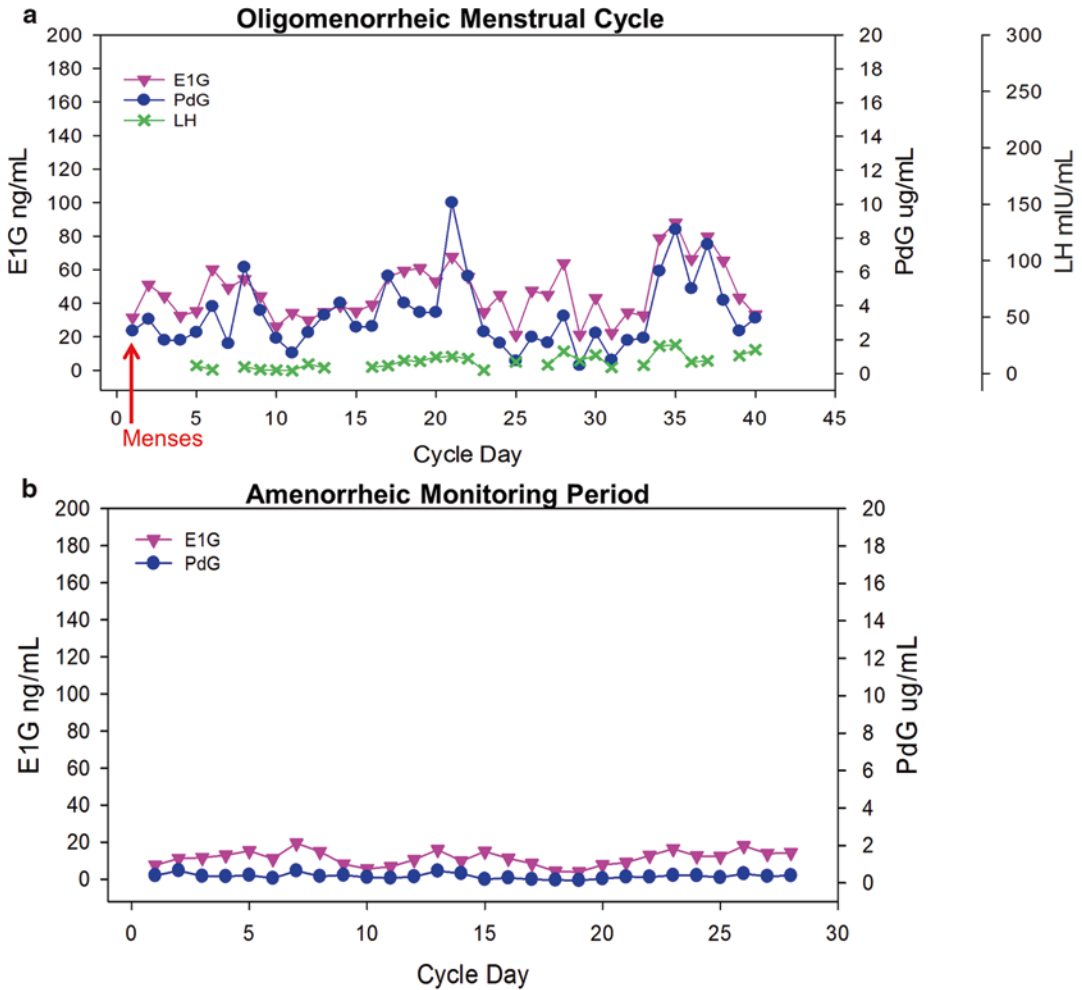 a
Oligomenorrheic Menstrual Cycle
200
180
160
140
120
100
80
60
40
20
0
E1G ng/mL
E1G
PdG
LH
20
18
16
14
12
10
8
6
4
2
0
PdG ug/mL
300
250
200
150
100
50
0
LH mIU/mL
0 5 10 15 20 25 30 35 40 45
Menses
Cycle Day
b
Amenorrheic Monitoring Period
200
180
160
140
120
100
80
60
40
20
0
E1G ng/mL
E1G
PdG
20
18
16
14
12
10
8
6
4
2
0
PdG ug/mL
0 5 10 15 20 25 30
Cycle Day